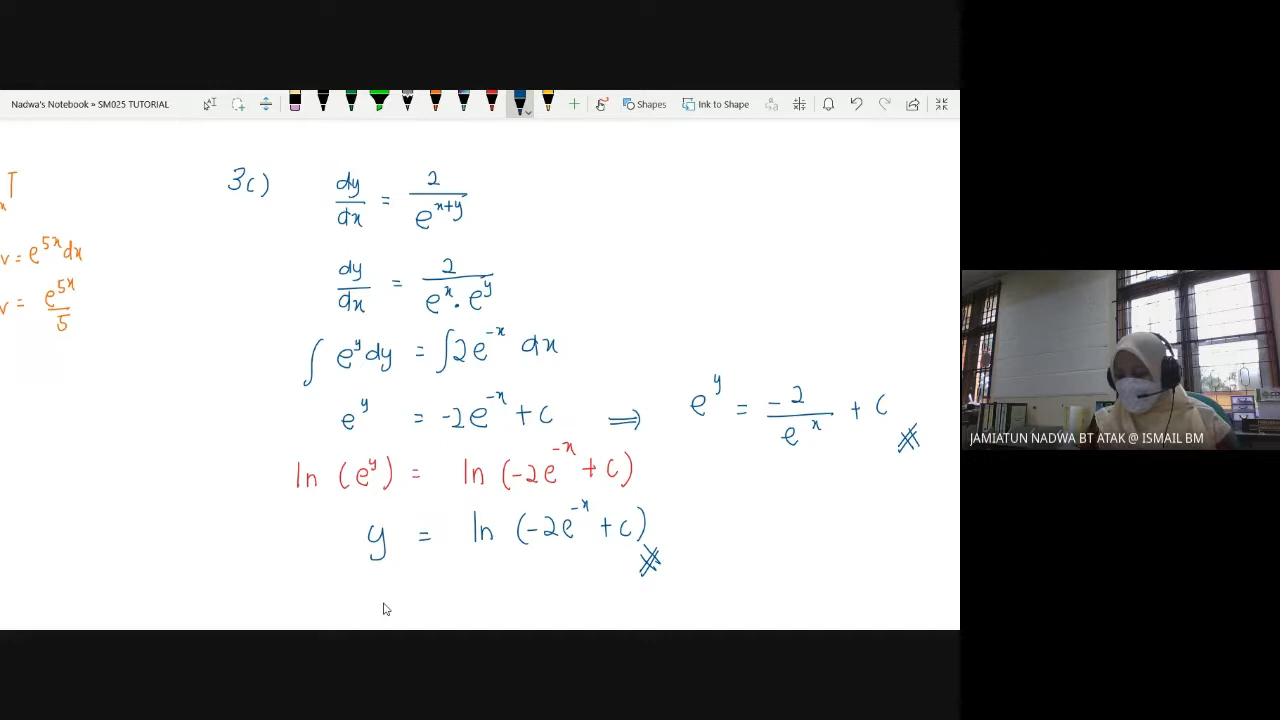 Nadwa's Notebook » SM025 TUTORIAL
Shapes
Ink to Shape
v = e^{5x} dx
v = e^{5x}/5
3c) dy/dx = 2/e^{x+y}
dy/dx = 2/(e^x . e^y)
∫ e^y dy = ∫ 2e^{-x} dx
e^y = -2e^{-x} + c ⟹ e^y = -2/e^x + c
ln (e^y) = ln (-2e^{-x} + c)
y = ln (-2e^{-x} + c)
JAMIATUN NADWA BT ATAK @ ISMAIL BM